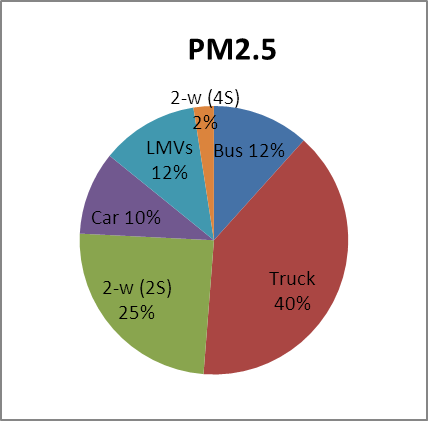 PM2.5
2-w (4S)
2%
Bus 12%
LMVs
12%
Car 10%
2-w (2S)
25%
Truck
40%